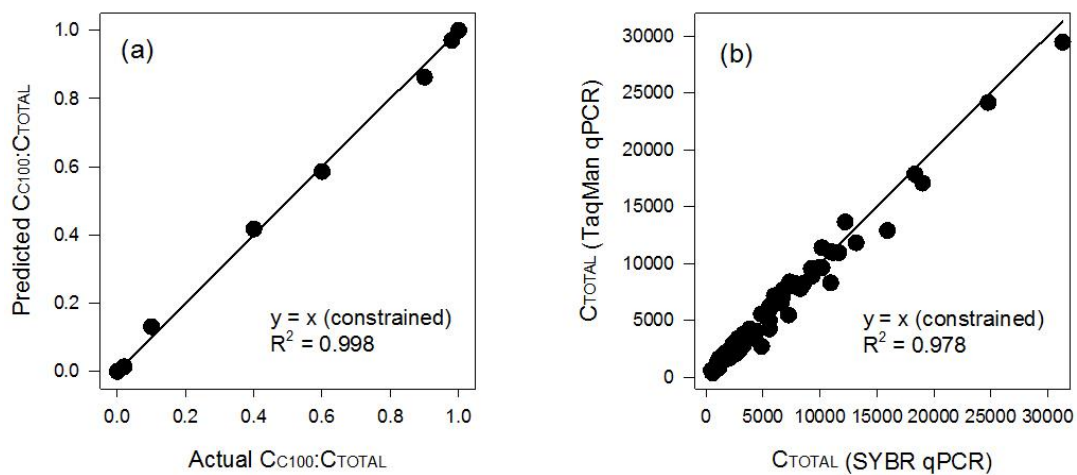 (a)
Predicted CC100:CTOTAL
1.0
0.8
0.6
0.4
0.2
0.0
y = x (constrained)
R² = 0.998
0.0 0.2 0.4 0.6 0.8 1.0
Actual CC100:CTOTAL
(b)
CTOTAL (TaqMan qPCR)
30000
25000
20000
15000
10000
5000
0
y = x (constrained)
R² = 0.978
0 5000 10000 15000 20000 25000 30000
CTOTAL (SYBR qPCR)